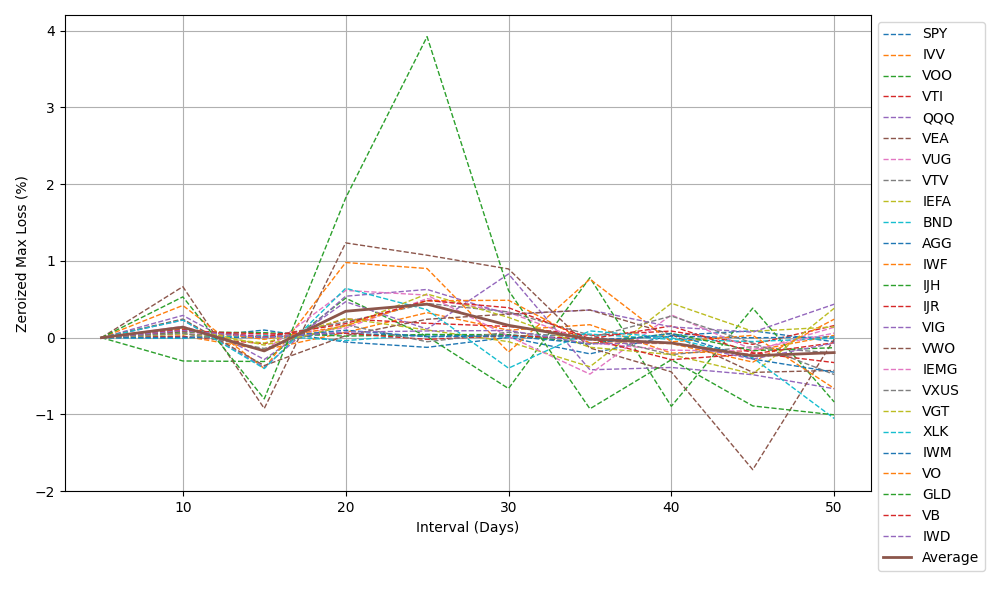 Zeroized Max Loss (%)
4
3
2
1
0
−1
−2
10
20
30
40
50
Interval (Days)
SPY
IVV
VOO
VTI
QQQ
VEA
VUG
VTV
IEFA
BND
AGG
IWF
IJH
IJR
VIG
VWO
IEMG
VXUS
VGT
XLK
IWM
VO
GLD
VB
IWD
Average